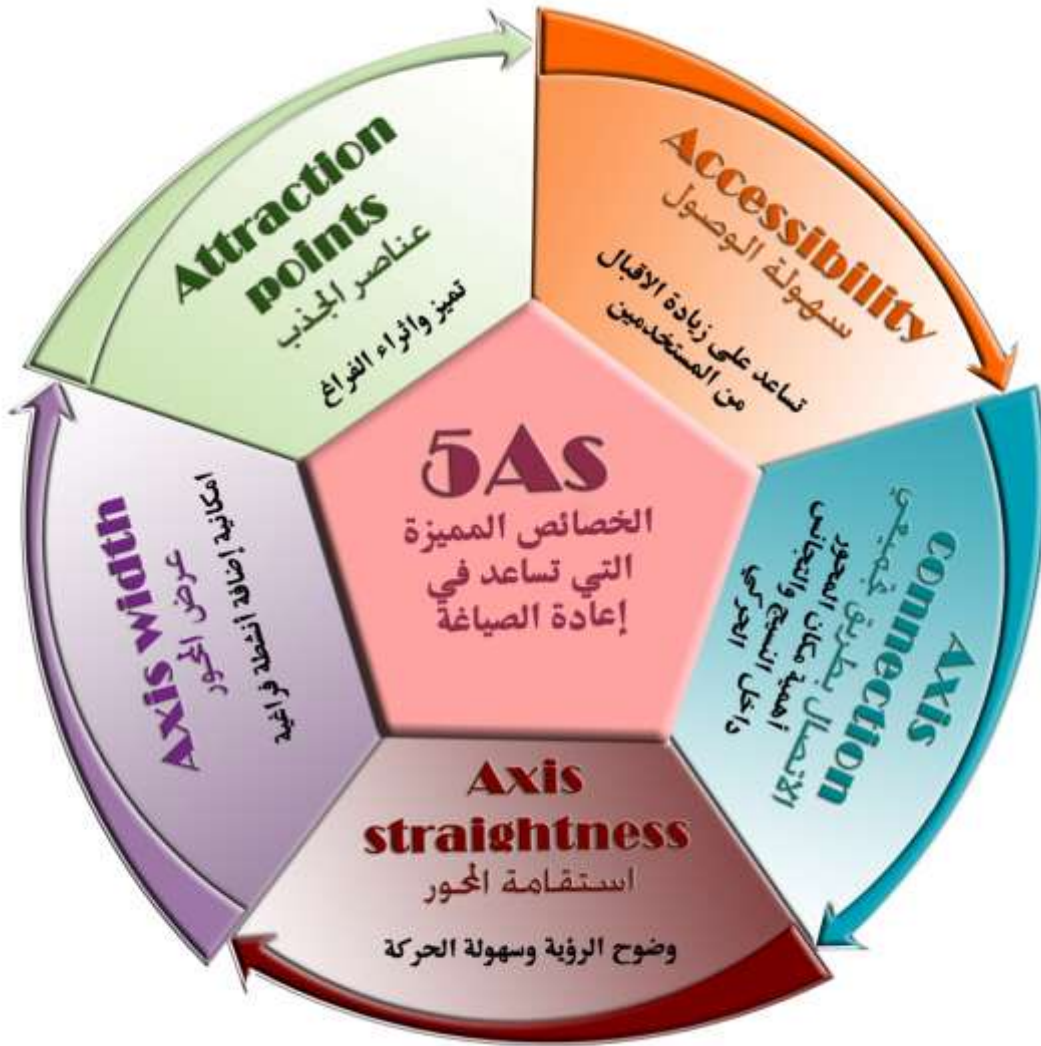 5As
الخصائص المميزة
التي تساعد في
إعادة الصياغة
Accessibility
سهولة الوصول
تساعد على زيادة الاقبال
من المستخدمين
Axis
connection
الاتصال بطريق تجميعي
أهمية مكان المحور
داخل النسيج والتجانس
الحركي
Axis
straightness
استقامة المحور
وضوح الرؤية وسهولة الحركة
Axis width
عرض المحور
امكانية إضافة أنشطة فراغية
Attraction
points
عناصر الجذب
تميز واثراء الفراغ